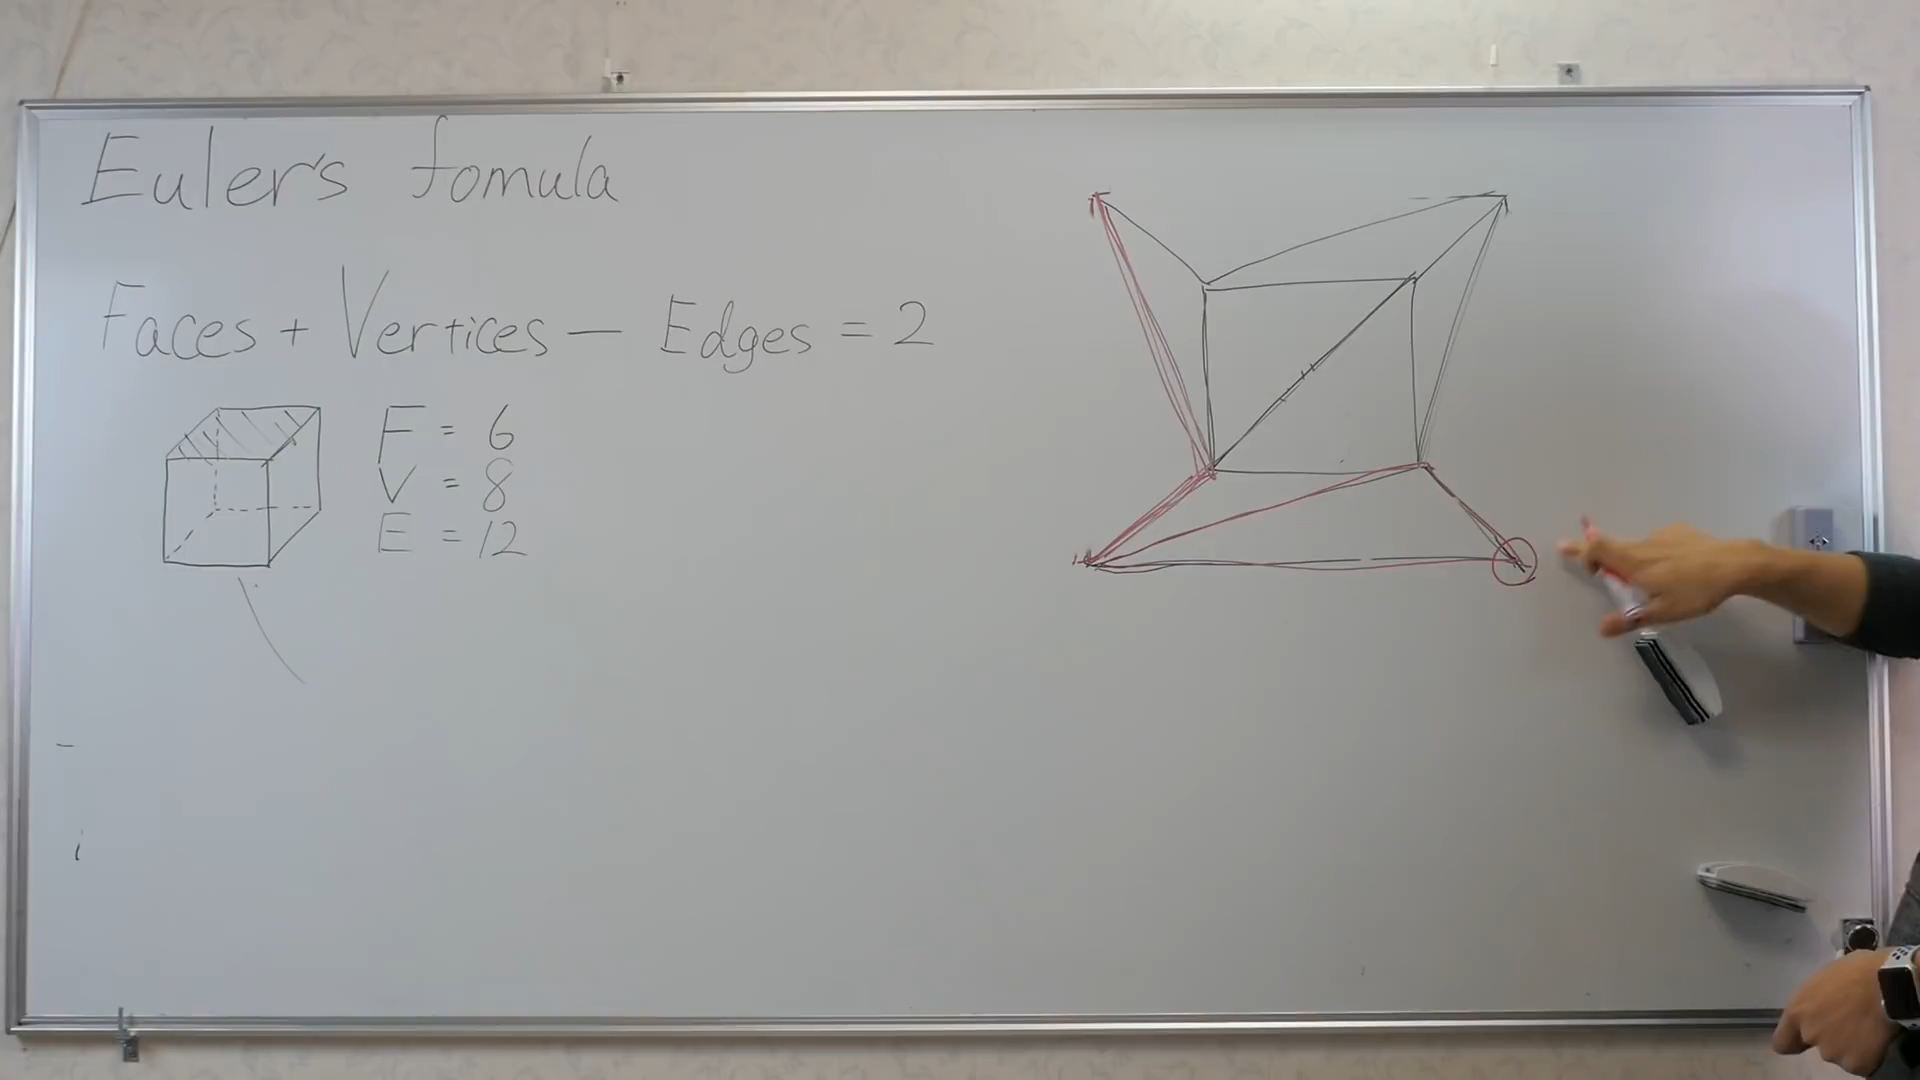 Euler's fomula
Faces + Vertices — Edges = 2
F = 6
V = 8
E = 12